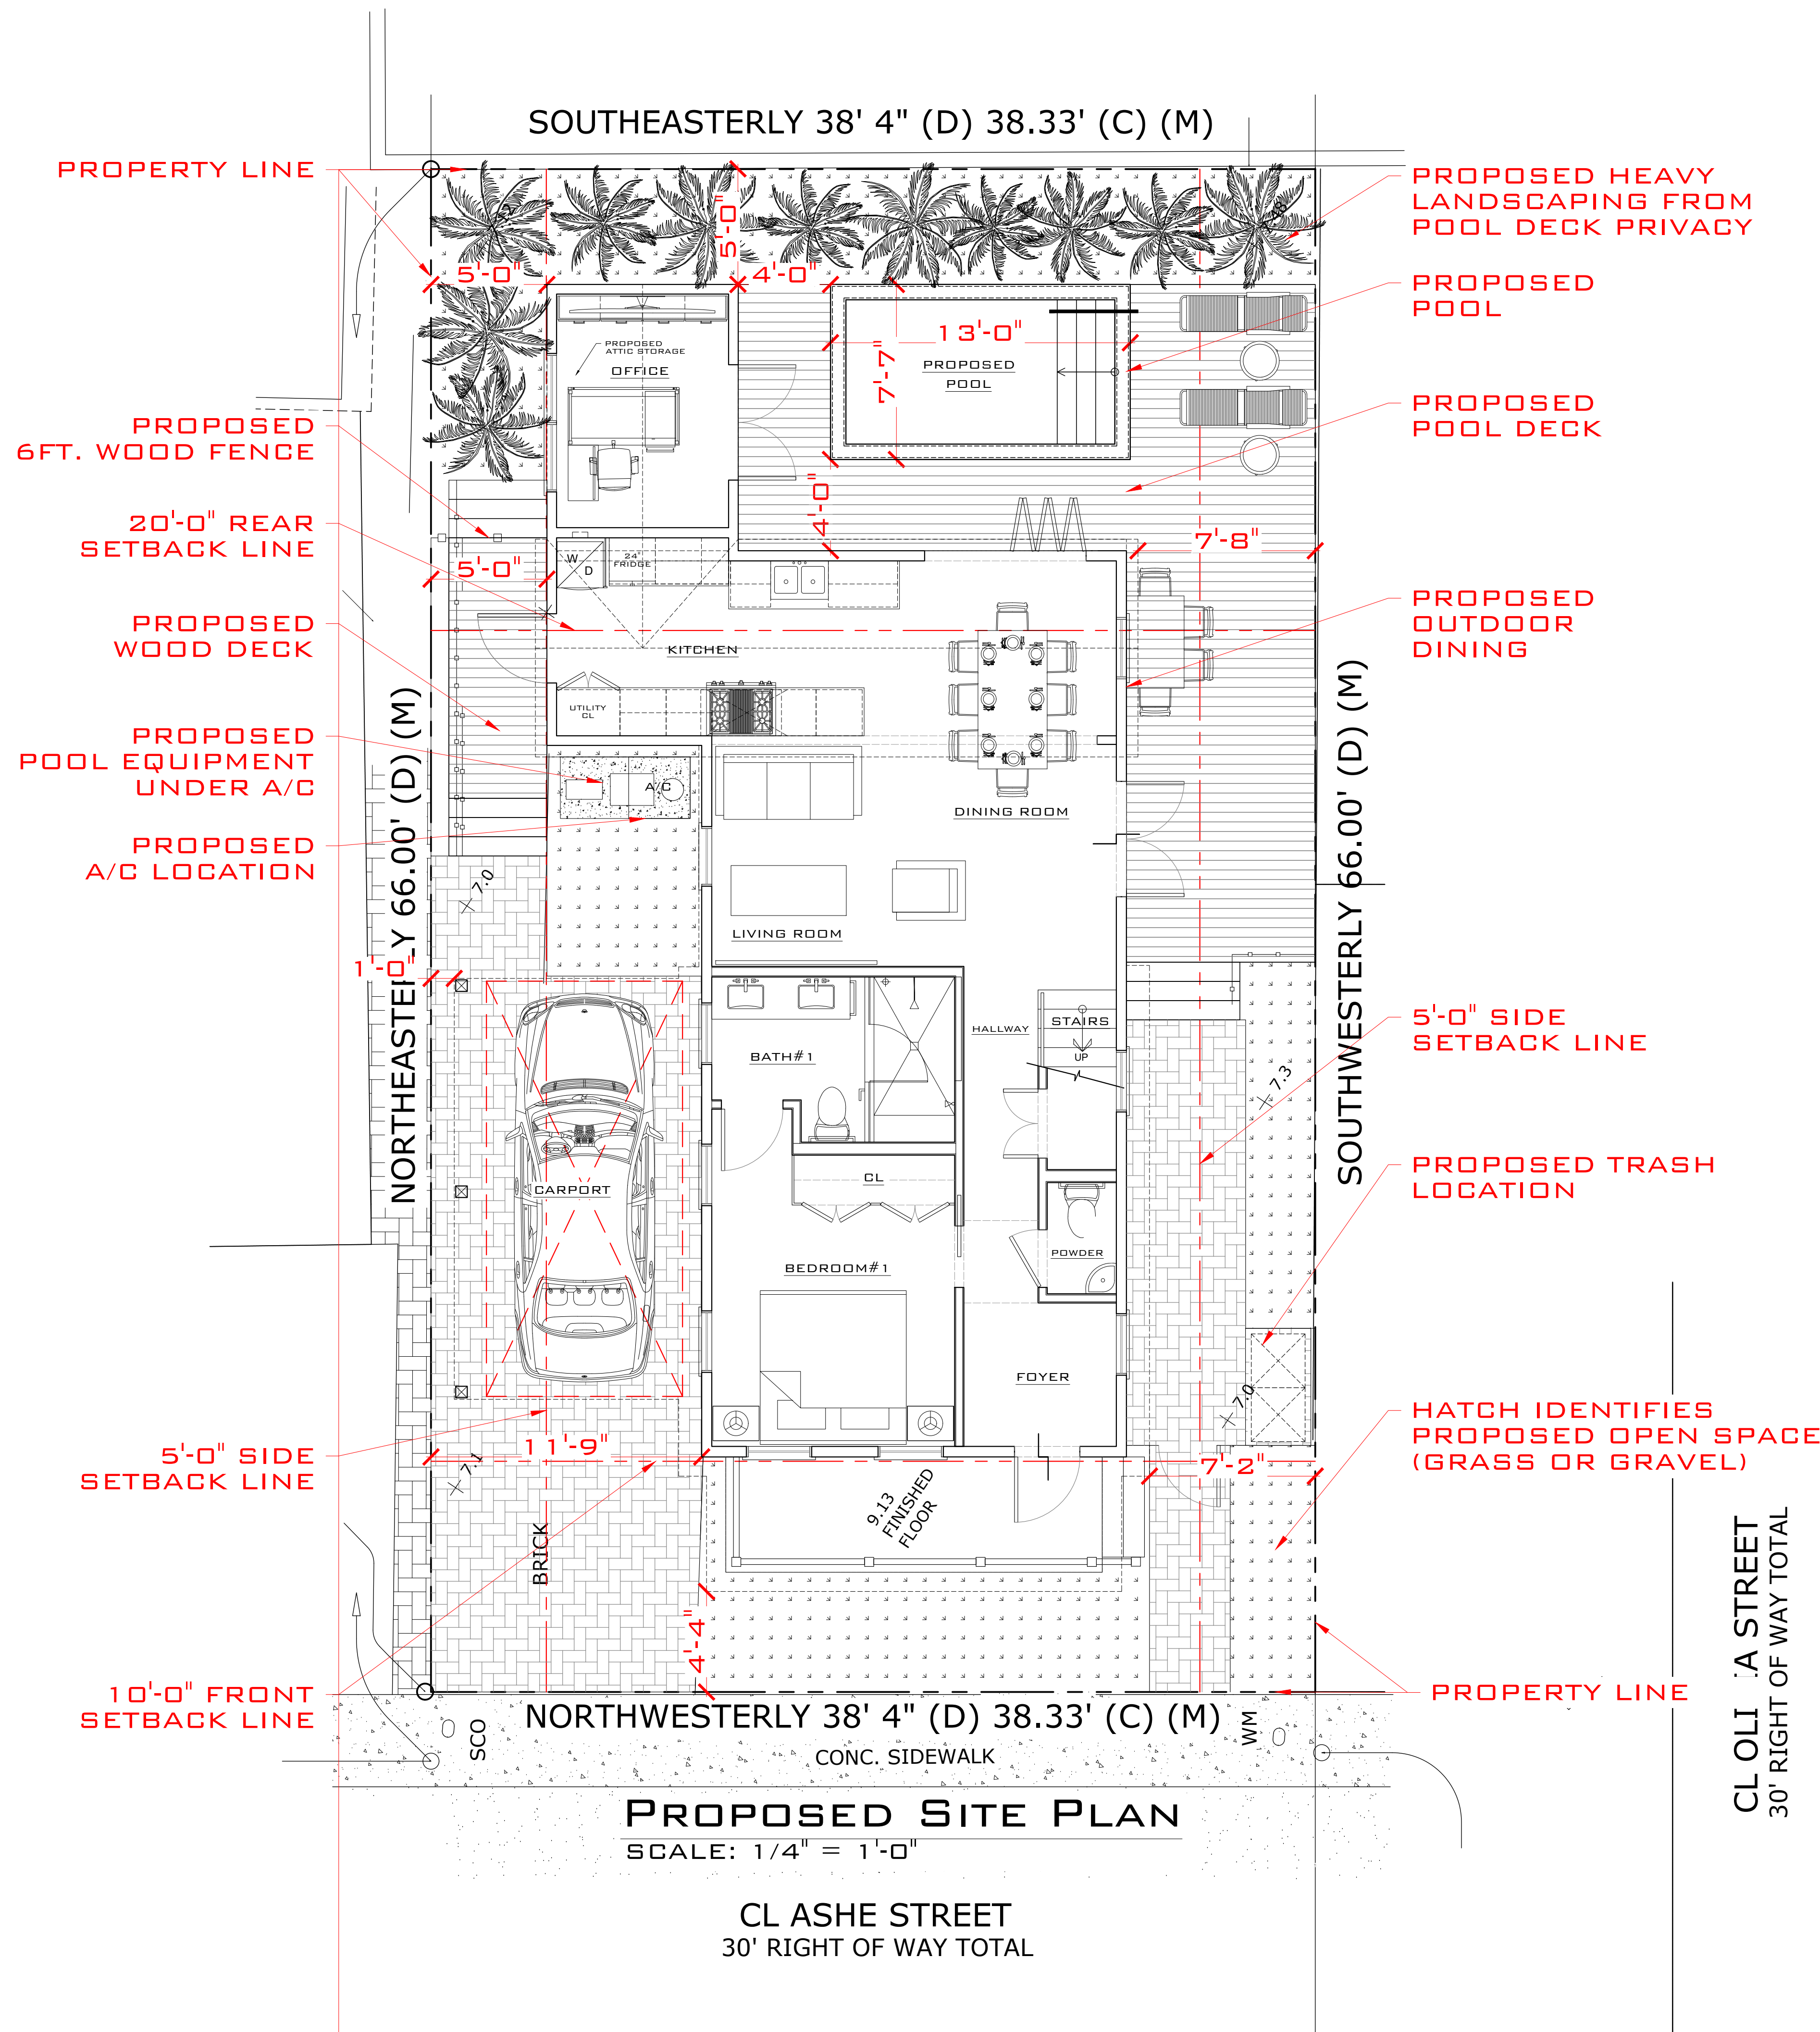 SOUTHEASTERLY 38' 4" (D) 38.33' (C) (M)
PROPERTY LINE
PROPOSED HEAVY
LANDSCAPING FROM
POOL DECK PRIVACY
5'-0"
5'-0"
4'-0"
PROPOSED
POOL
13'-0"
7'-7"
PROPOSED
POOL
PROPOSED
ATTIC STORAGE
OFFICE
PROPOSED
POOL DECK
PROPOSED
6FT. WOOD FENCE
4'-0"
20'-0" REAR
SETBACK LINE
7'-8"
5'-0"
W
D
24"
FRIDGE
PROPOSED
OUTDOOR
DINING
PROPOSED
WOOD DECK
KITCHEN
UTILITY
CL
PROPOSED
POOL EQUIPMENT
UNDER A/C
A/C
DINING ROOM
PROPOSED
A/C LOCATION
NORTHEASTERLY 66.00' (D) (M)
SOUTHWESTERLY 66.00' (D) (M)
7.0
LIVING ROOM
1'-0"
5'-0" SIDE
SETBACK LINE
HALLWAY
STAIRS
UP
BATH#1
7.3
PROPOSED TRASH
LOCATION
CL
CARPORT
POWDER
BEDROOM#1
FOYER
7.0
HATCH IDENTIFIES
PROPOSED OPEN SPACE
(GRASS OR GRAVEL)
5'-0" SIDE
SETBACK LINE
11'-9"
7.1
7'-2"
9.13
FINISHED
FLOOR
BRICK
4'-4"
10'-0" FRONT
SETBACK LINE
PROPERTY LINE
NORTHWESTERLY 38' 4" (D) 38.33' (C) (M)
SCO
WM
CONC. SIDEWALK
PROPOSED SITE PLAN
SCALE: 1/4" = 1'-0"
CL ASHE STREET
30' RIGHT OF WAY TOTAL
CL OLI A STREET
30' RIGHT OF WAY TOTAL